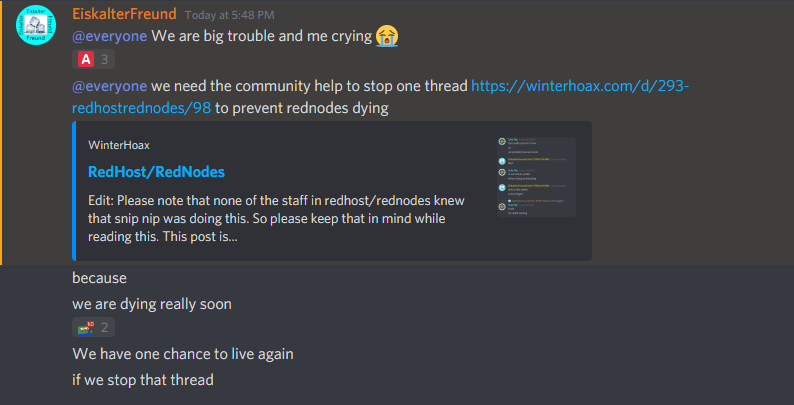 EiskalterFreund Today at 5:48 PM
@everyone We are big trouble and me crying 😭
🅰 3
@everyone we need the community help to stop one thread https://winterhoax.com/d/293-
redhostrednodes/98 to prevent rednodes dying
WinterHoax
RedHost/RedNodes
Edit: Please note that none of the staff in redhost/rednodes knew
that snip nip was doing this. So please keep that in mind while
reading this. This post is...
because
we are dying really soon
2
We have one chance to live again
if we stop that thread